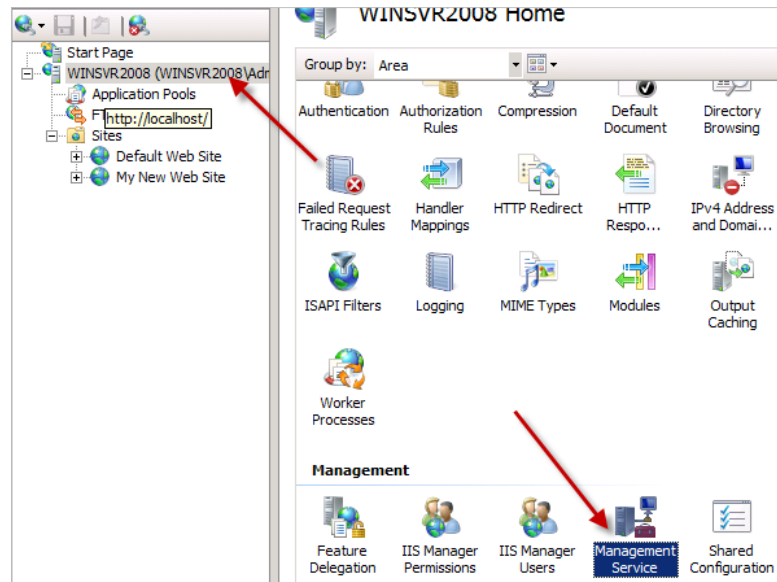 WINSVR2008 Home
Start Page
WINSVR2008 (WINSVR2008\Adr
Application Pools
FT
http://localhost/
Sites
Default Web Site
My New Web Site
Group by: Area
Authentication Authorization Rules Compression Default Document Directory Browsing
Failed Request Tracing Rules Handler Mappings HTTP Redirect HTTP Respo... IPv4 Address and Domai...
ISAPI Filters Logging MIME Types Modules Output Caching
Worker Processes
Management
Feature Delegation IIS Manager Permissions IIS Manager Users Management Service Shared Configuration